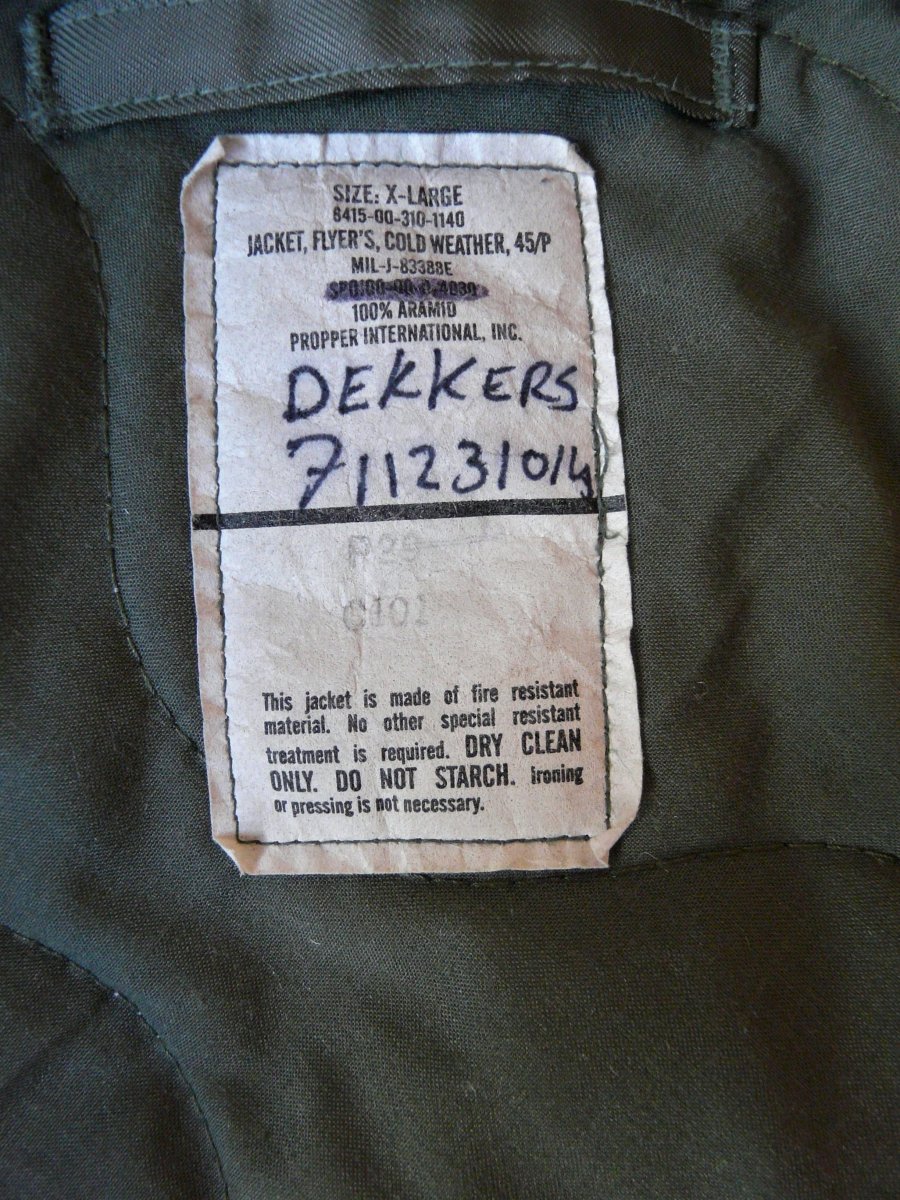 SIZE: X-LARGE
8415-00-310-1140
JACKET, FLYER'S, COLD WEATHER, 45/P
MIL-J-83388E
100% ARAMID
PROPPER INTERNATIONAL, INC.
DEKKERS
P29
C101
This jacket is made of fire resistant
material. No other special resistant
treatment is required. DRY CLEAN
ONLY. DO NOT STARCH. Ironing
or pressing is not necessary.